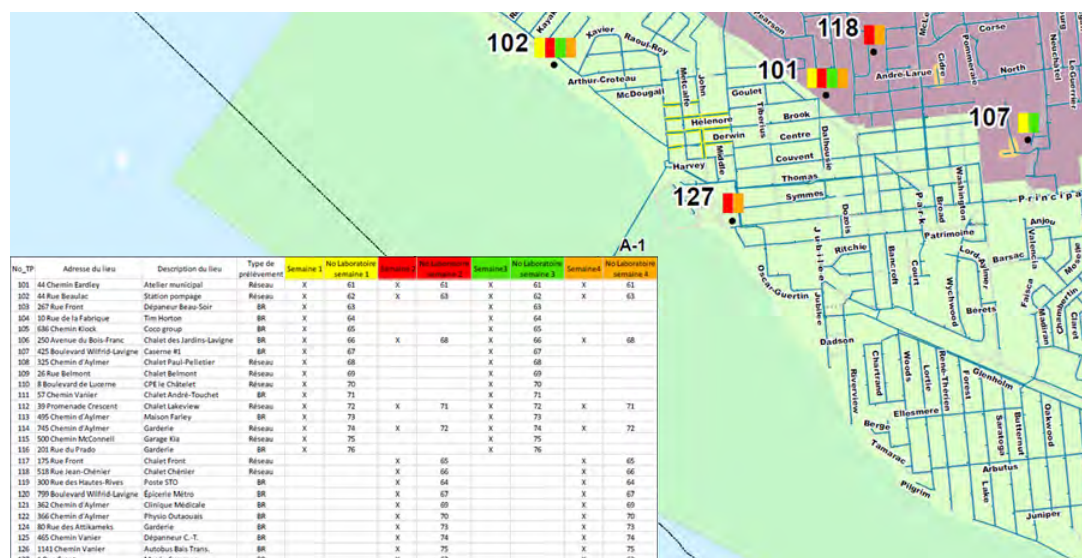 102
118
101
107
127
A-1
Kayak
Xavier
Raoul-Roy
Arthur-Croteau
McDougall
Metcalfe
John
Goulet
Tiberius
Hélenore
Brook
Derwin
Centre
Middle
Couvent
Dalhousie
Harvey
Thomas
Symmes
Pearson
Corse
Cidre
Pommeraie
André-Larue
North
Neuchâtel
Le-Guerrier
Principa
Park
Broad
Washington
Patrimoine
Dozois
Jubilee
Ritchie
Bancroft
Court
Wychwood
Lord-Aylmer
Barsac
Anjou
Valencia
Faisca
Madiran
Chambertin
Claret
Oscar-Guertin
Jubilee
Bérets
Dadson
Riverview
Chartrand
Woods
Lortie
René-Thérien
Forest
Glenholm
Ellesmere
Saratoga
Butternut
Oakwood
Berge
Tamarac
Pilgrim
Lake
Arbutus
Juniper
No_TP Adresse du lieu Description du lieu Type de prélèvement Semaine 1 No Laboratoire semaine 1 Semaine 2 No Laboratoire semaine 2 Semaine3 No Laboratoire semaine 3 Semaine4 No Laboratoire semaine 4
101 44 Chemin Eardley Atelier municipal Réseau X 61 X 61 X 61 X 61
102 44 Rue Beaulac Station pompage Réseau X 62 X 63 X 62 X 63
103 267 Rue Front Dépaneur Beau-Soir BR X 63 X 63
104 10 Rue de la Fabrique Tim Horton BR X 64 X 64
105 636 Chemin Klock Coco group BR X 65 X 65
106 250 Avenue du Bois-Franc Chalet des Jardins-Lavigne BR X 66 X 68 X 66 X 68
107 425 Boulevard Wilfrid-Lavigne Caserne #1 BR X 67 X 67
108 325 Chemin d'Aylmer Chalet Paul-Pelletier Réseau X 68 X 68
109 26 Rue Belmont Chalet Belmont Réseau X 69 X 69
110 8 Boulevard de Lucerne CPE le Châtelet Réseau X 70 X 70
111 57 Chemin Vanier Chalet André-Touchet BR X 71 X 71
112 39 Promenade Crescent Chalet Lakeview Réseau X 72 X 71 X 72 X 71
113 495 Chemin d'Aylmer Maison Farley BR X 73 X 73
114 745 Chemin d'Aylmer Garderie Réseau X 74 X 72 X 74 X 72
115 500 Chemin McConnell Garage Kia Réseau X 75 X 75
116 201 Rue du Prado Garderie BR X 76 X 76
117 175 Rue Front Chalet Front Réseau X 65 X 65
118 518 Rue Jean-Chénier Chalet Chénier Réseau X 66 X 66
119 300 Rue des Hautes-Rives Poste STO BR X 64 X 64
120 799 Boulevard Wilfrid-Lavigne Épicerie Métro BR X 67 X 67
121 362 Chemin d'Aylmer Clinique Médicale BR X 69 X 69
122 366 Chemin d'Aylmer Physio Outaouais BR X 70 X 70
124 80 Rue des Attikameks Garderie BR X 73 X 73
125 465 Chemin Vanier Dépanneur C.-T. BR X 74 X 74
126 1141 Chemin Vanier Autobus Bais Trans. BR X 75 X 75